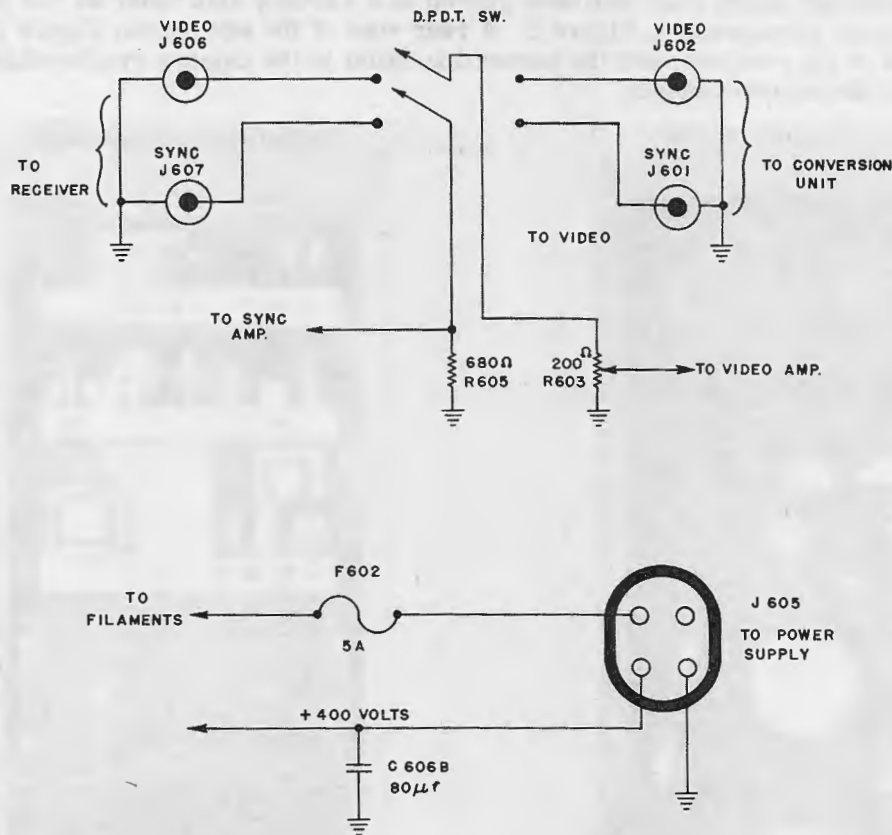 D.P.D.T. SW.
VIDEO
J606
VIDEO
J602
TO
RECEIVER
SYNC
J607
SYNC
J601
TO CONVERSION
UNIT
TO VIDEO
TO SYNC
AMP.
680Ω
R605
200Ω
R603
TO VIDEO AMP.
F602
TO
FILAMENTS
5A
J 605
TO POWER
SUPPLY
+ 400 VOLTS
C 606B
80μf